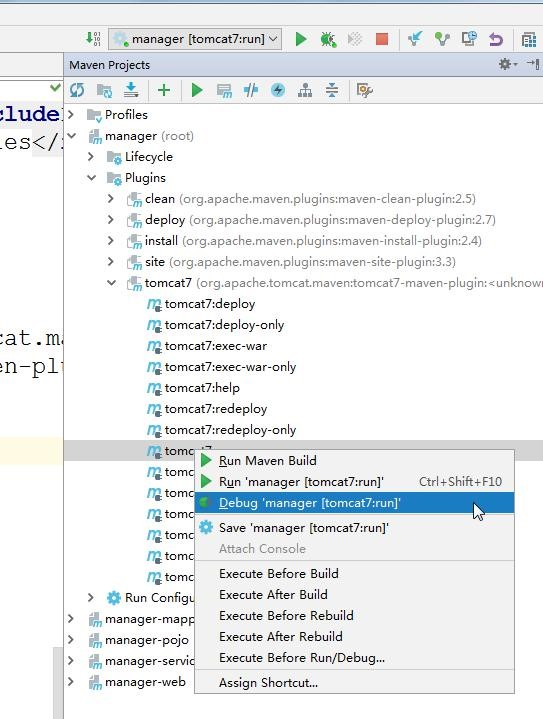 manager [tomcat7:run]
Maven Projects
clude
Profiles
manager (root)
es</
Lifecycle
Plugins
clean (org.apache.maven.plugins:maven-clean-plugin:2.5)
deploy (org.apache.maven.plugins:maven-deploy-plugin:2.7)
install (org.apache.maven.plugins:maven-install-plugin:2.4)
site (org.apache.maven.plugins:maven-site-plugin:3.3)
tomcat7 (org.apache.tomcat.maven:tomcat7-maven-plugin:<unknow
tomcat7:deploy
tomcat7:deploy-only
cat.ma
tomcat7:exec-war
en-plu
tomcat7:exec-war-only
tomcat7:help
tomcat7:redeploy
tomcat7:redeploy-only
tomcat7
Run Maven Build
tomc
Run 'manager [tomcat7:run]' Ctrl+Shift+F10
tomc
Debug 'manager [tomcat7:run]'
tomc
Save 'manager [tomcat7:run]'
tomc
Attach Console
tomc
Execute Before Build
tomc
Execute After Build
Run Configu
Execute Before Rebuild
manager-mapp
Execute After Rebuild
manager-pojo
Execute Before Run/Debug...
manager-servic
Assign Shortcut...
manager-web